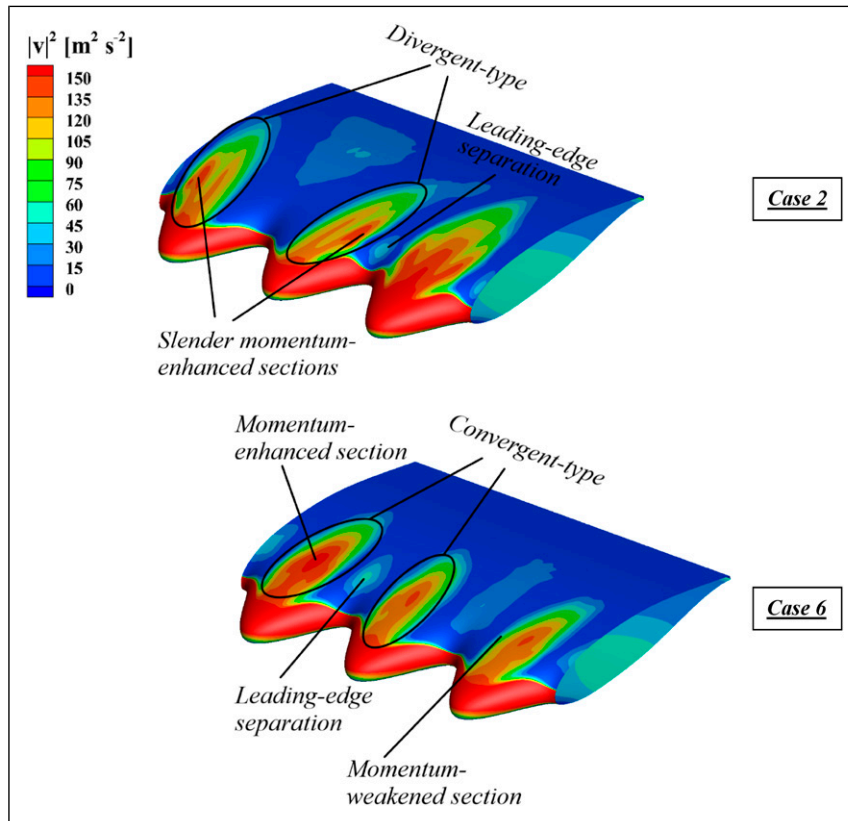 |v|² [m² s⁻²]
150
135
120
105
90
75
60
45
30
15
0
Divergent-type
Leading-edge
separation
Case 2
Slender momentum-
enhanced sections
Momentum-
enhanced section
Convergent-type
Case 6
Leading-edge
separation
Momentum-
weakened section